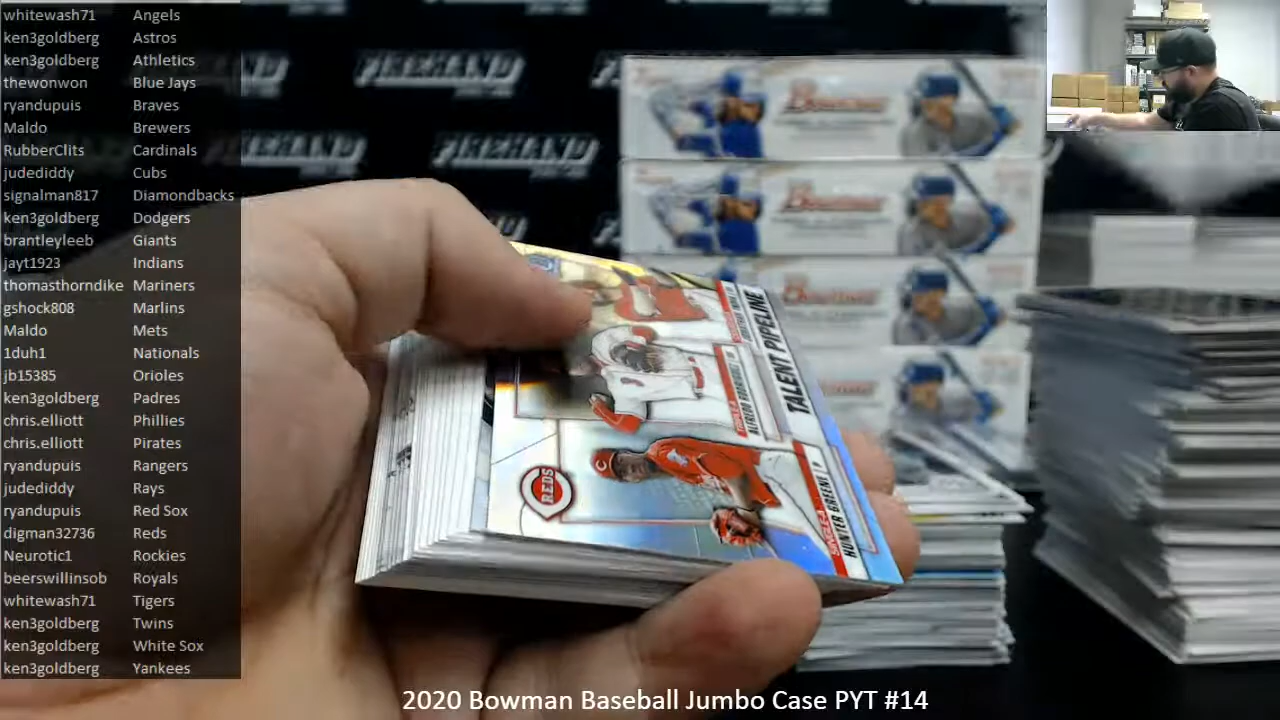 whitewash71 Angels
ken3goldberg Astros
ken3goldberg Athletics
thewonwon Blue Jays
ryandupuis Braves
Maldo Brewers
RubberClits Cardinals
judediddy Cubs
signalman817 Diamondbacks
ken3goldberg Dodgers
brantleyleeb Giants
jayt1923 Indians
thomasthorndike Mariners
gshock808 Marlins
Maldo Mets
1duh1 Nationals
jb15385 Orioles
ken3goldberg Padres
chris.elliott Phillies
chris.elliott Pirates
ryandupuis Rangers
judediddy Rays
ryandupuis Red Sox
digman32736 Reds
Neurotic1 Rockies
beerswillinsob Royals
whitewash71 Tigers
ken3goldberg Twins
ken3goldberg White Sox
ken3goldberg Yankees
FIREHAND
FIREHAND
FIREHAND
Bowman
Bowman
Bowman
TALENT PIPELINE
ALFREDO RODRIGUEZ
HUNTER GREENE
REDS
2020 Bowman Baseball Jumbo Case PYT #14